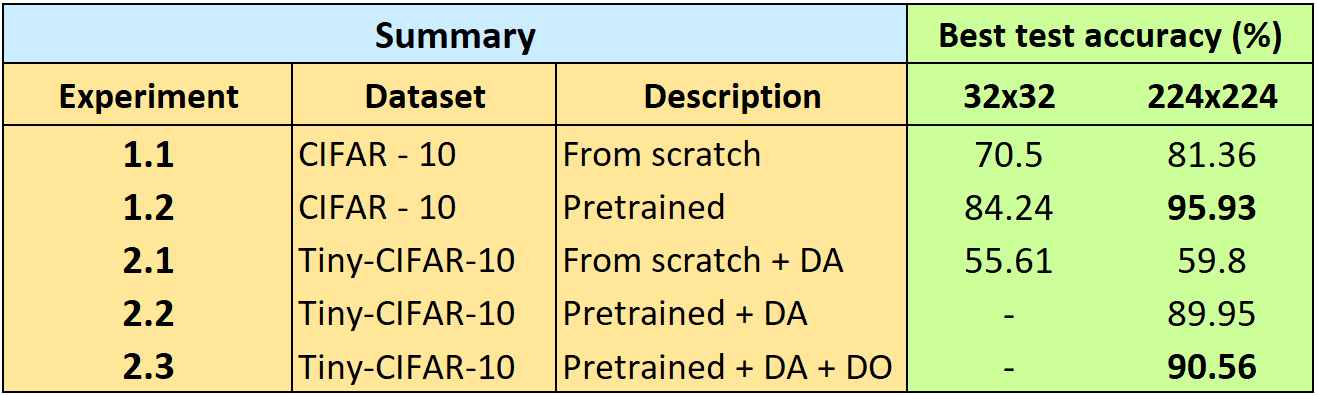 Summary Best test accuracy (%)
Experiment Dataset Description 32x32 224x224
1.1 CIFAR - 10 From scratch 70.5 81.36
1.2 CIFAR - 10 Pretrained 84.24 95.93
2.1 Tiny-CIFAR-10 From scratch + DA 55.61 59.8
2.2 Tiny-CIFAR-10 Pretrained + DA - 89.95
2.3 Tiny-CIFAR-10 Pretrained + DA + DO - 90.56